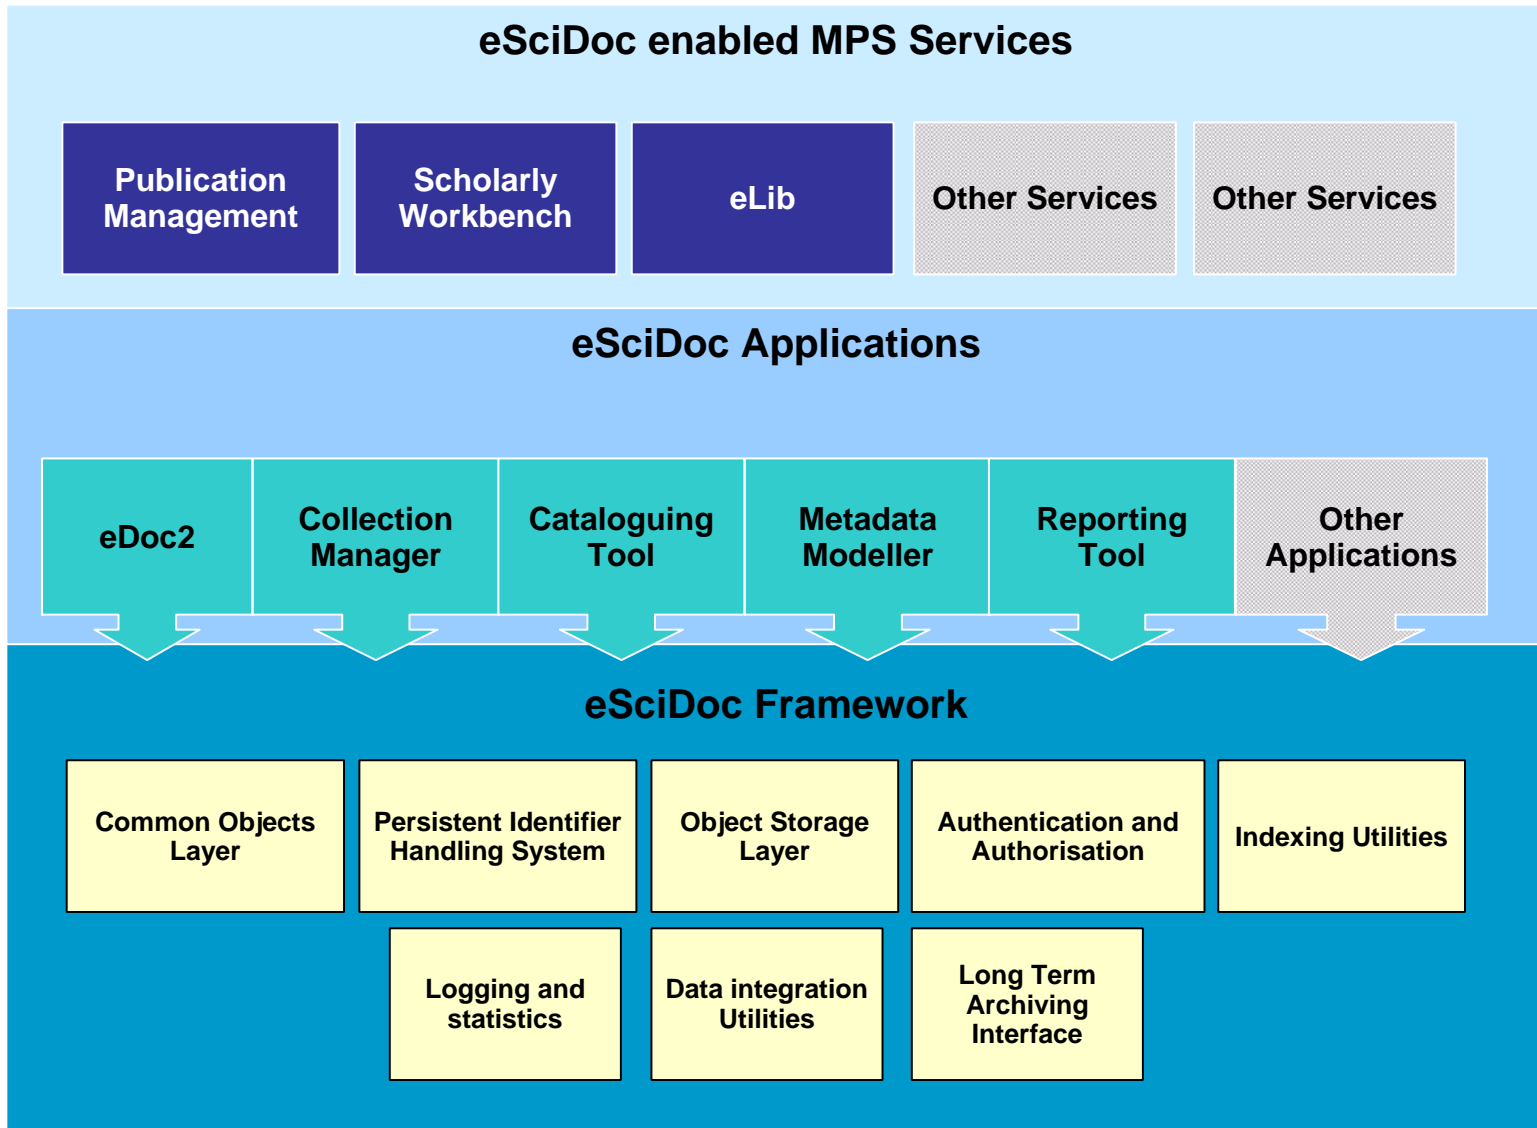 eSciDoc enabled MPS Services
Publication
Management
Scholarly
Workbench
eLib
Other Services
Other Services
eSciDoc Applications
eDoc2
Collection
Manager
Cataloguing
Tool
Metadata
Modeller
Reporting
Tool
Other
Applications
eSciDoc Framework
Common Objects
Layer
Persistent Identifier
Handling System
Object Storage
Layer
Authentication and
Authorisation
Indexing Utilities
Logging and
statistics
Data integration
Utilities
Long Term
Archiving
Interface